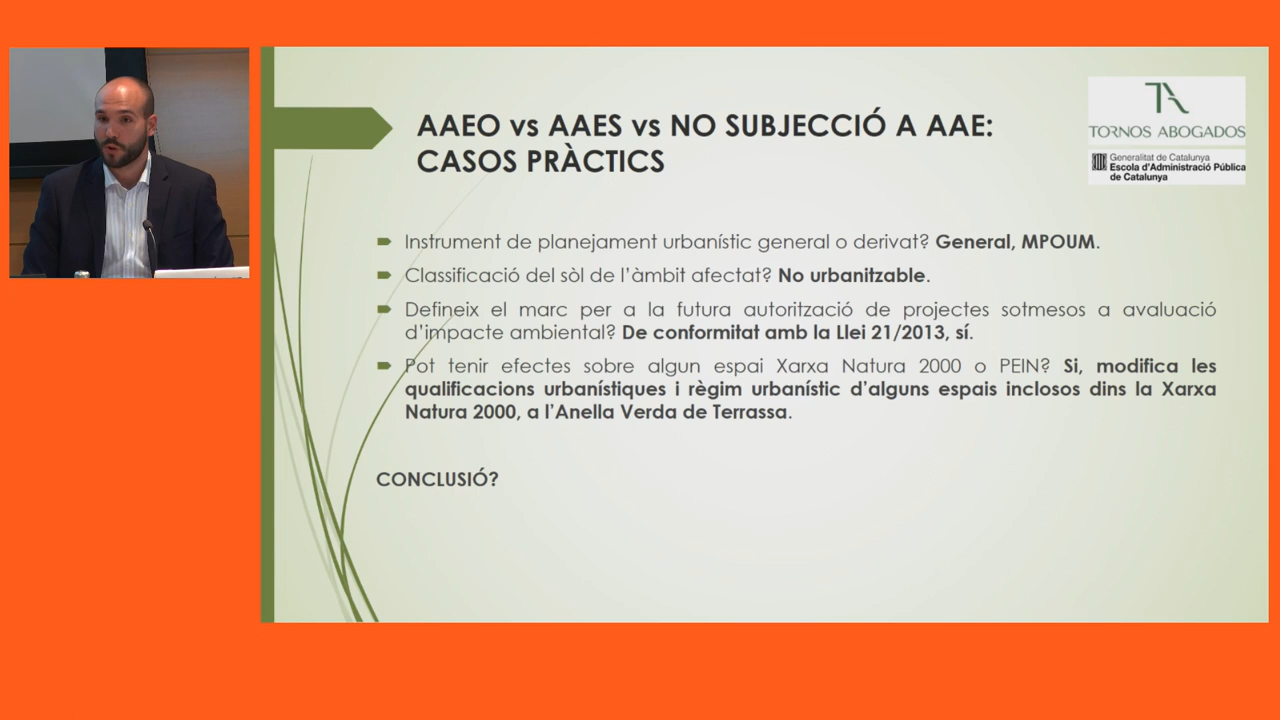 AAEO vs AAES vs NO SUBJECCIÓ A AAE:
CASOS PRÀCTICS
TORNOS ABOGADOS
Generalitat de Catalunya
Escola d'Administració Pública
de Catalunya
Instrument de planejament urbanístic general o derivat? General, MPOUM.
Classificació del sòl de l'àmbit afectat? No urbanitzable.
Defineix el marc per a la futura autorització de projectes sotmesos a avaluació
d'impacte ambiental? De conformitat amb la Llei 21/2013, sí.
Pot tenir efectes sobre algun espai Xarxa Natura 2000 o PEIN? Si, modifica les
qualificacions urbanístiques i règim urbanístic d'alguns espais inclosos dins la Xarxa
Natura 2000, a l'Anella Verda de Terrassa.
CONCLUSIÓ?